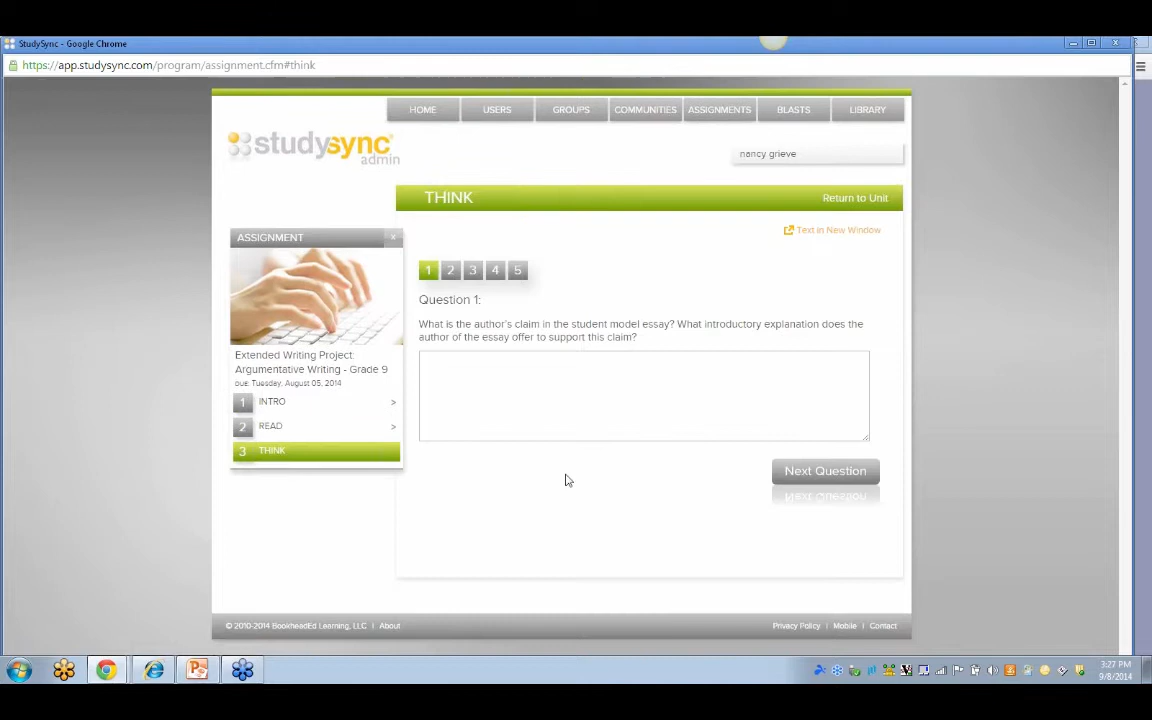 StudySync - Google Chrome
https://app.studysync.com/program/assignment.cfm#think
HOME USERS GROUPS COMMUNITIES ASSIGNMENTS BLASTS LIBRARY
studysync®
admin
nancy grieve
THINK Return to Unit
Text in New Window
ASSIGNMENT x
1 2 3 4 5
Question 1:
What is the author's claim in the student model essay? What introductory explanation does the
author of the essay offer to support this claim?
Extended Writing Project:
Argumentative Writing - Grade 9
due: Tuesday, August 05, 2014
1 INTRO >
2 READ >
3 THINK
Next Question
© 2010-2014 BookheadEd Learning, LLC | About
Privacy Policy | Mobile | Contact
3:27 PM
9/8/2014